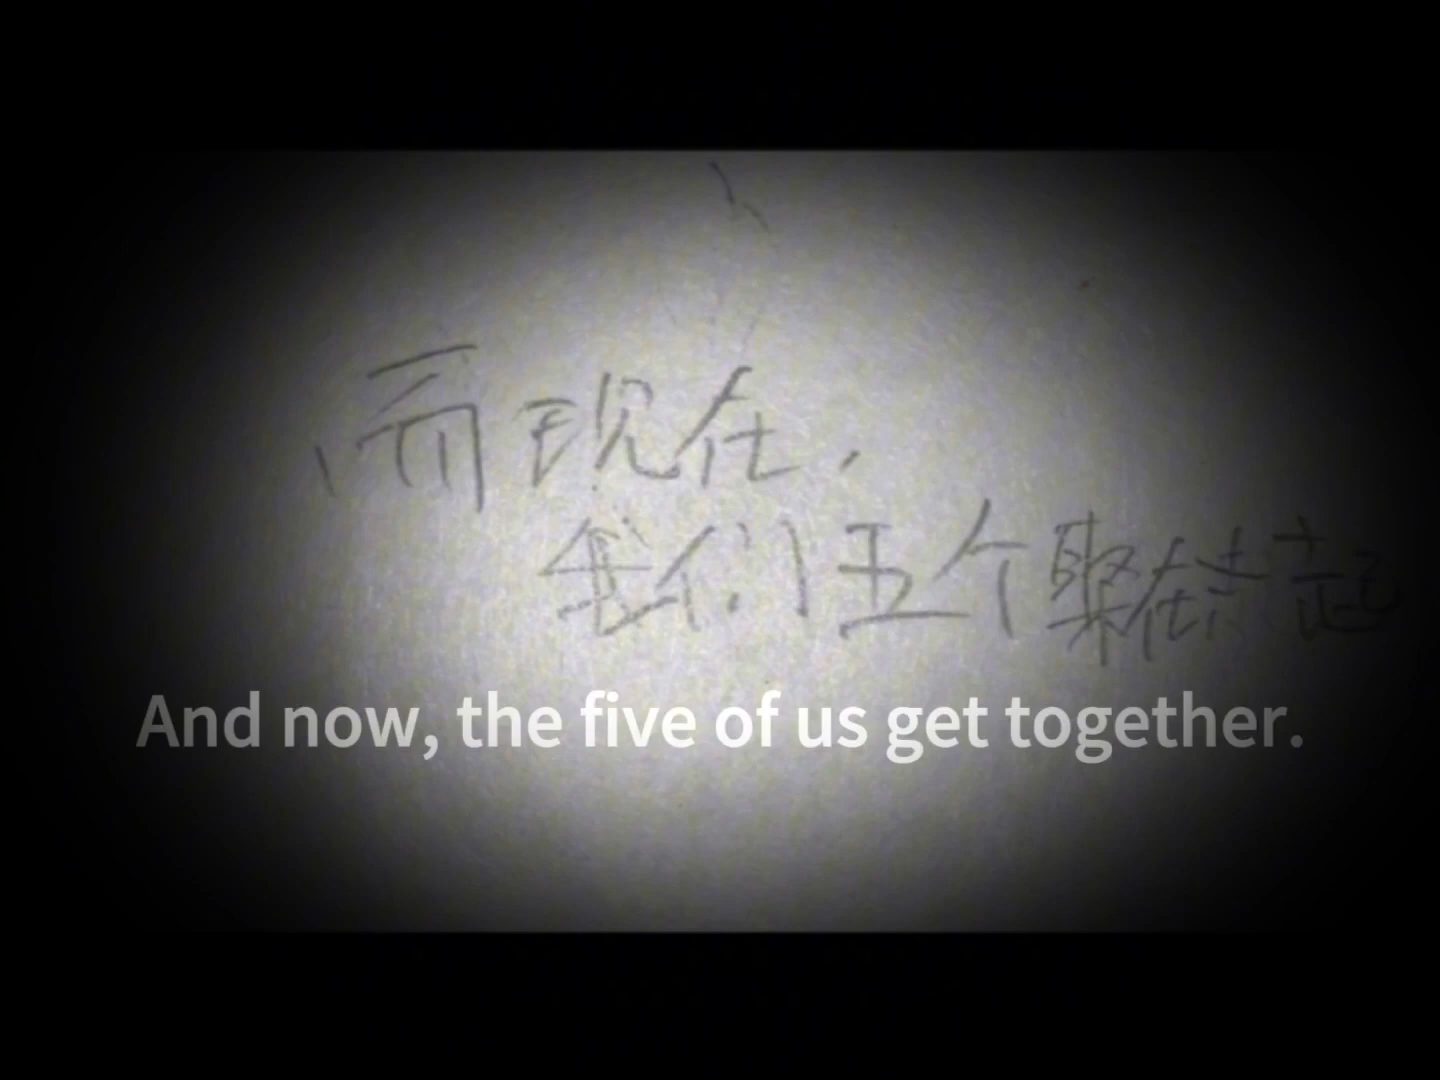 而现在，
我们五个聚在一起
And now, the five of us get together.